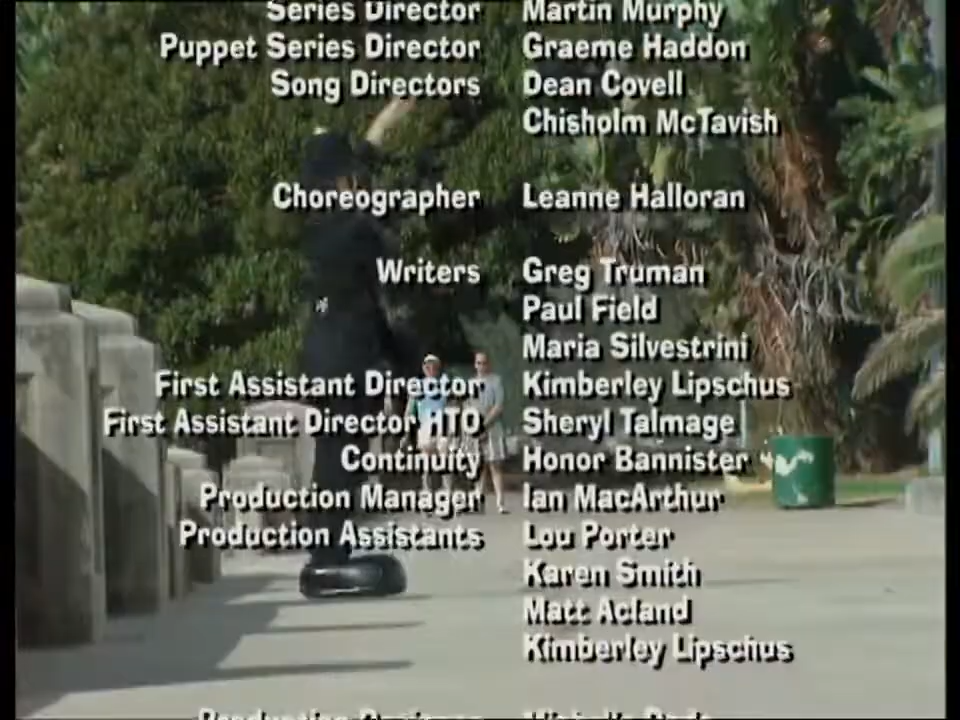 Series Director Martin Murphy
Puppet Series Director Graeme Haddon
Song Directors Dean Covell
Chisholm McTavish
Choreographer Leanne Halloran
Writers Greg Truman
Paul Field
Maria Silvestrini
First Assistant Director Kimberley Lipschus
First Assistant Director HTO Sheryl Talmage
Continuity Honor Bannister
Production Manager Ian MacArthur
Production Assistants Lou Porter
Karen Smith
Matt Acland
Kimberley Lipschus
Production